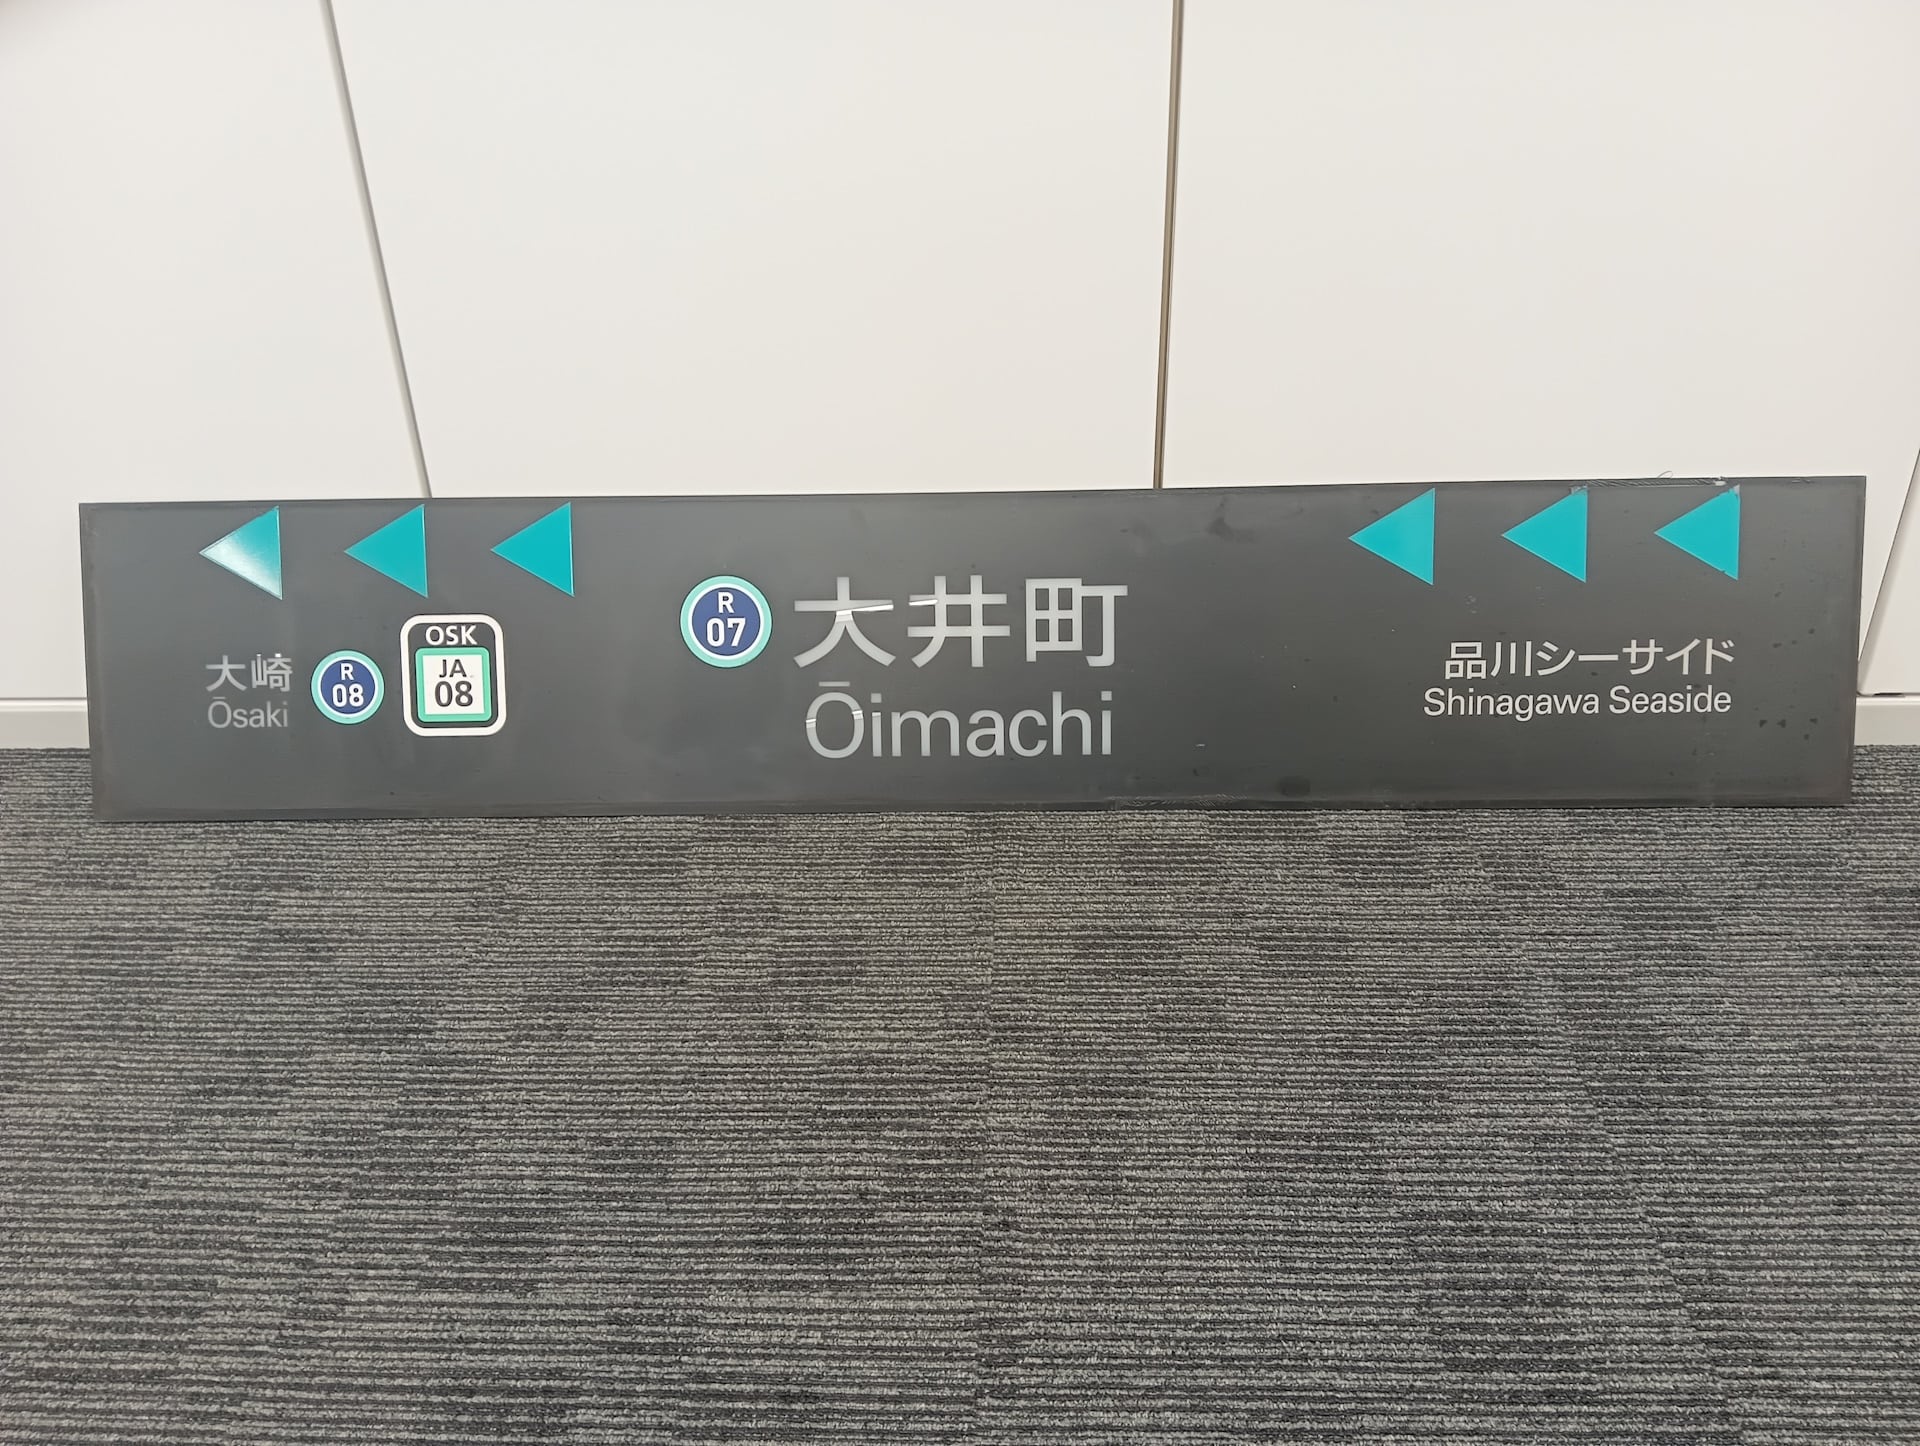 大崎
Ōsaki
R
08
OSK
JA
08
R
07
大井町
Ōimachi
品川シーサイド
Shinagawa Seaside